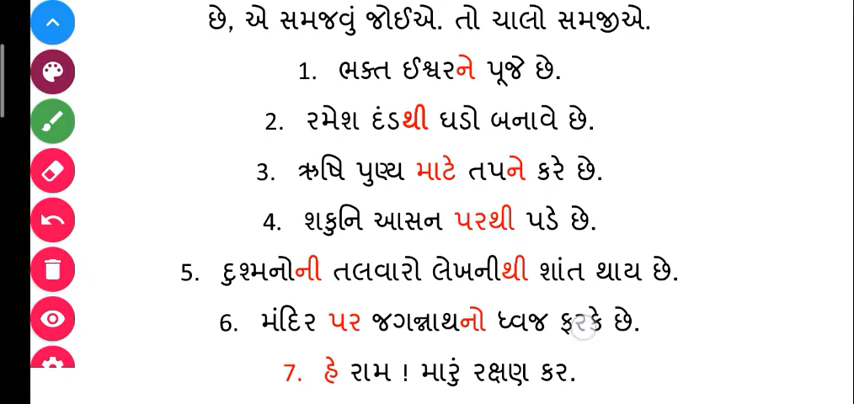 છે, એ સમજવું જોઈએ. તો ચાલો સમજીએ.
1. ભક્ત ઈશ્વરને પૂજે છે.
2. રમેશ દંડથી ઘડો બનાવે છે.
3. ઋષિ પુણ્ય માટે તપને કરે છે.
4. શકુનિ આસન પરથી પડે છે.
5. દુશ્મનોની તલવારો લેખનીથી શાંત થાય છે.
6. મંદિર પર જગન્નાથનો ધ્વજ ફરકે છે.
7. હે રામ ! મારું રક્ષણ કર.